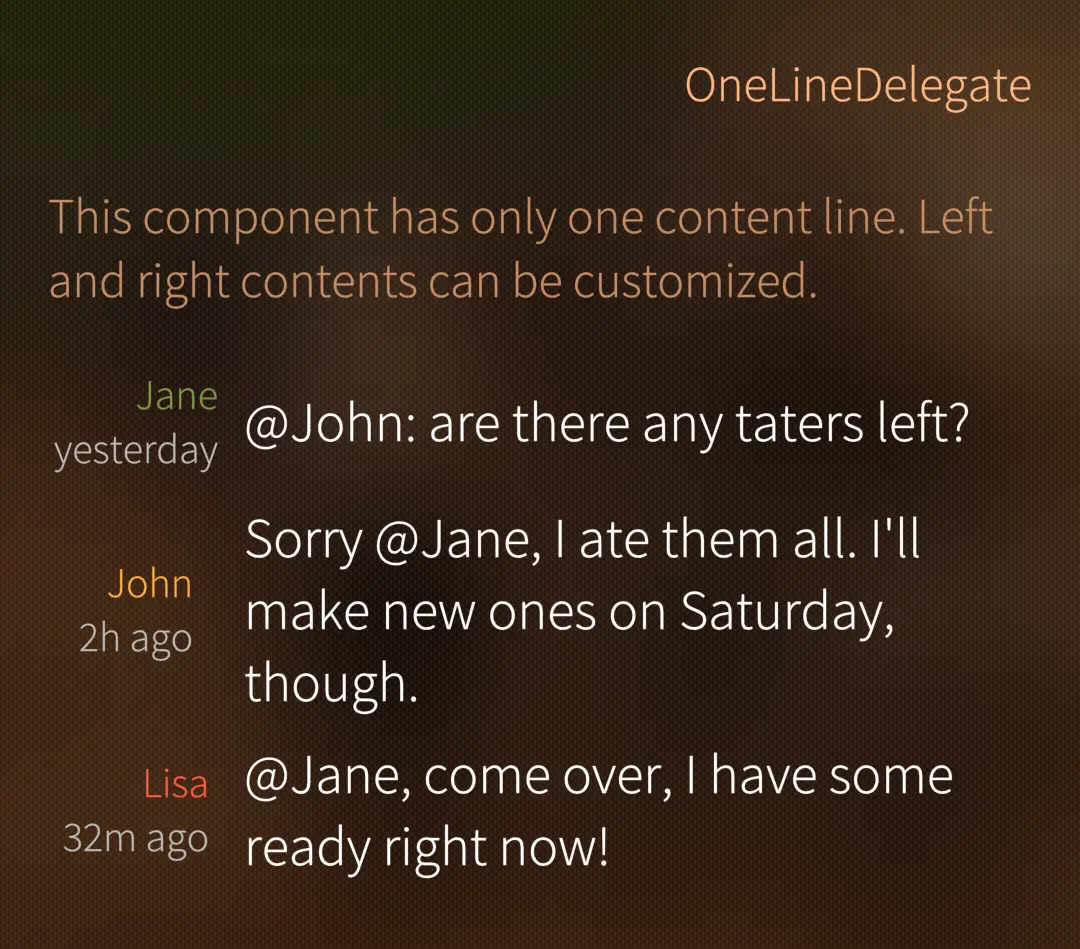 OneLineDelegate
This component has only one content line. Left
and right contents can be customized.
Jane
yesterday
@John: are there any taters left?
John
2h ago
Sorry @Jane, I ate them all. I'll
make new ones on Saturday,
though.
Lisa
32m ago
@Jane, come over, I have some
ready right now!